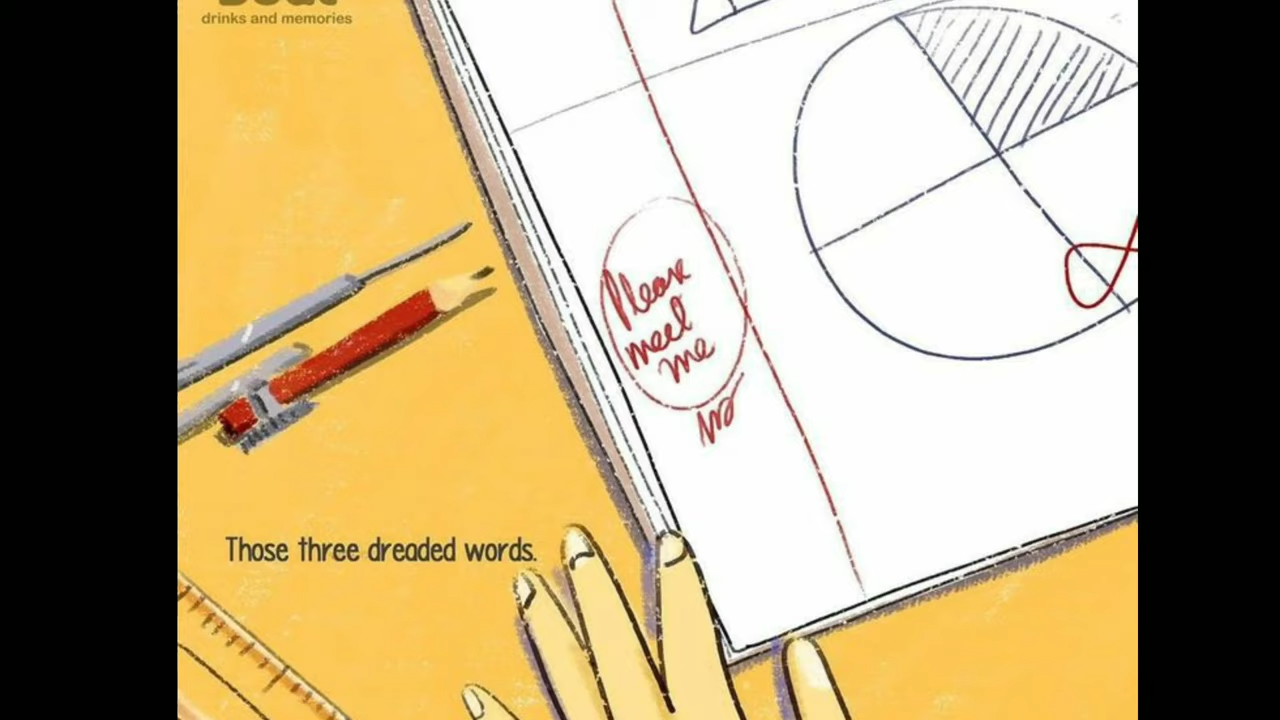 drinks and memories
Please
meet
me
Those three dreaded words.